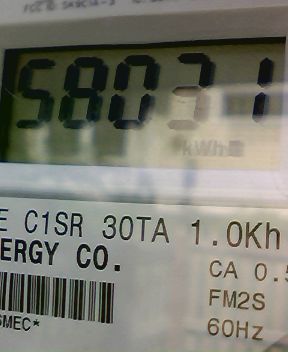 58031
kWh
E C1SR 30TA 1.0Kh
ERGY CO.
CA 0.5
FM2S
60Hz